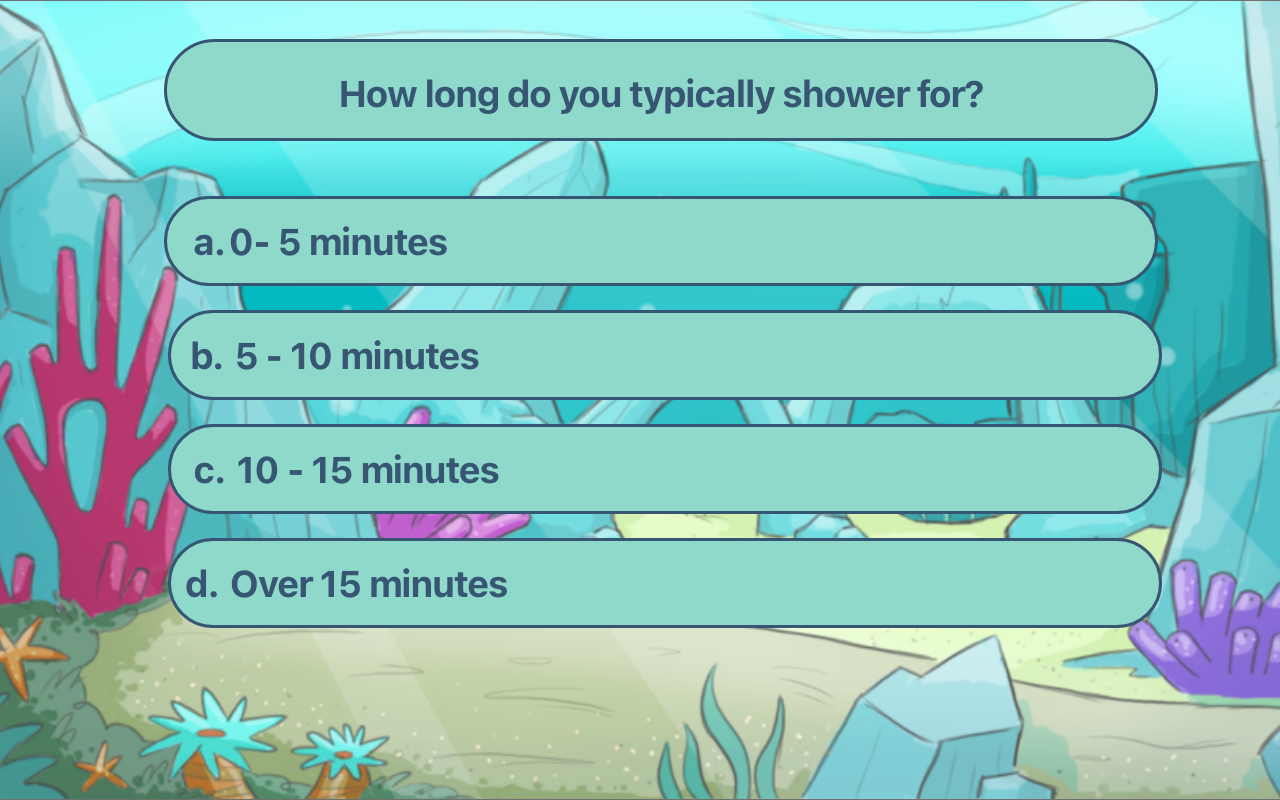 How long do you typically shower for?
a. 0- 5 minutes
b. 5 - 10 minutes
c. 10 - 15 minutes
d. Over 15 minutes